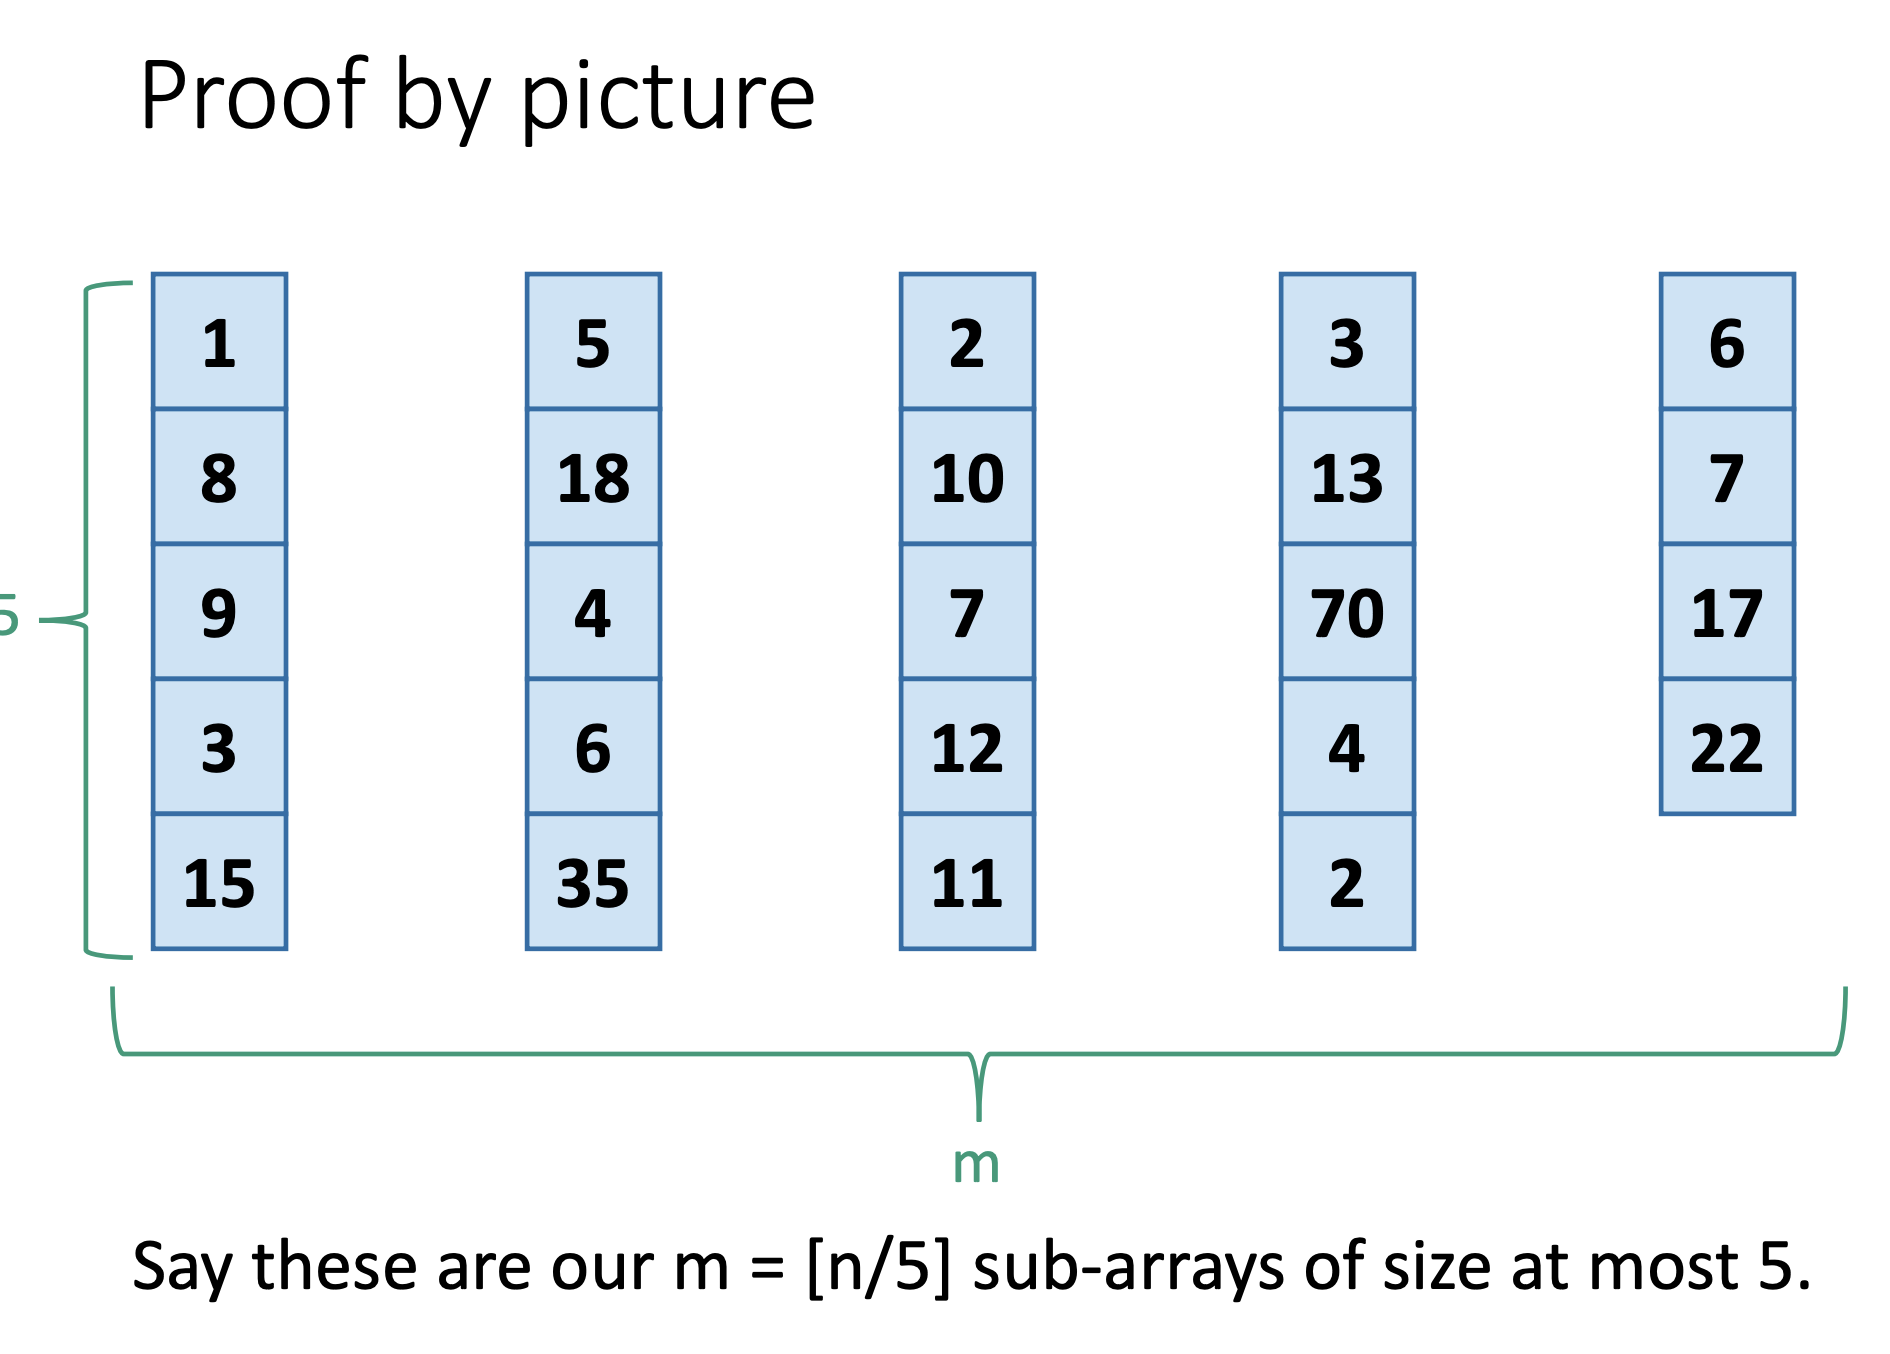 Proof by picture
1 5 2 3 6
8 18 10 13 7
9 4 7 70 17
5
3 6 12 4 22
15 35 11 2
m
Say these are our m = [n/5] sub-arrays of size at most 5.